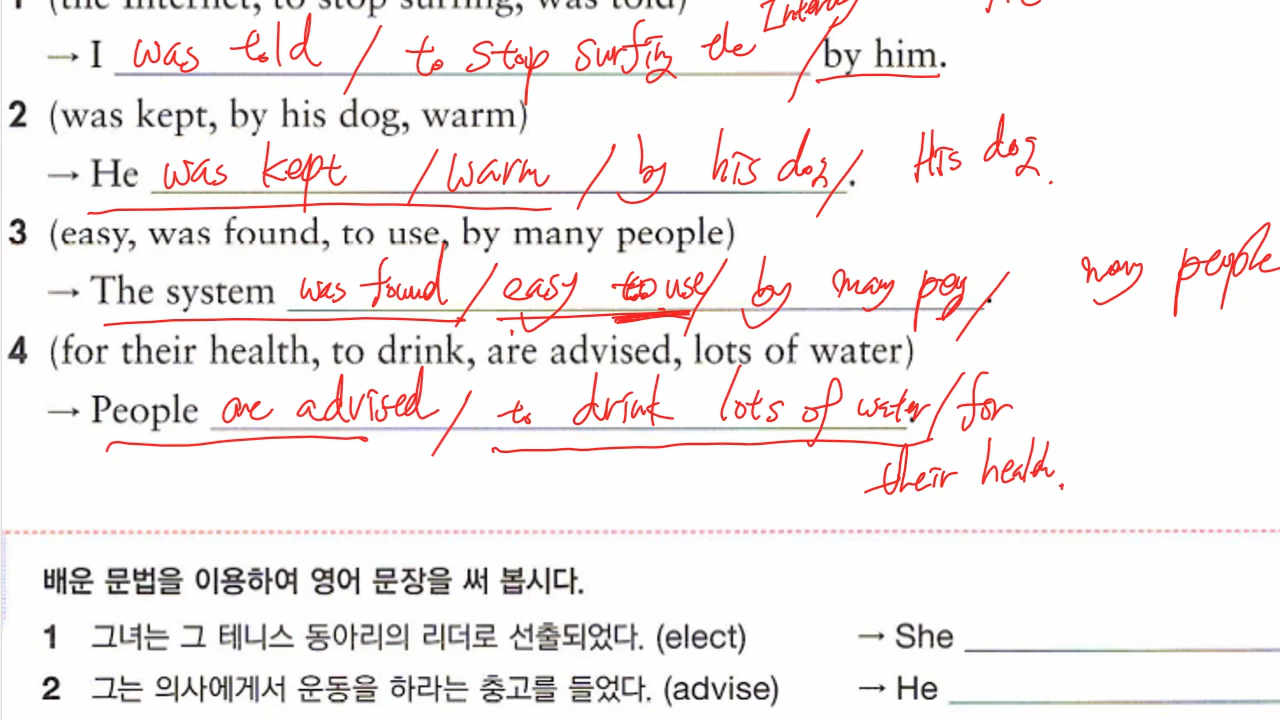 (the Internet, to stop surfing, was told)
→ I was told / to stop surfing the / by him.
2 (was kept, by his dog, warm)
→ He was kept / warm / by his dog /. His dog.
3 (easy, was found, to use, by many people)
→ The system was found / easy to use / by many /. many people
4 (for their health, to drink, are advised, lots of water)
→ People are advised / to drink lots of water. / for
their health.
배운 문법을 이용하여 영어 문장을 써 봅시다.
1 그녀는 그 테니스 동아리의 리더로 선출되었다. (elect) → She
2 그는 의사에게서 운동을 하라는 충고를 들었다. (advise) → He